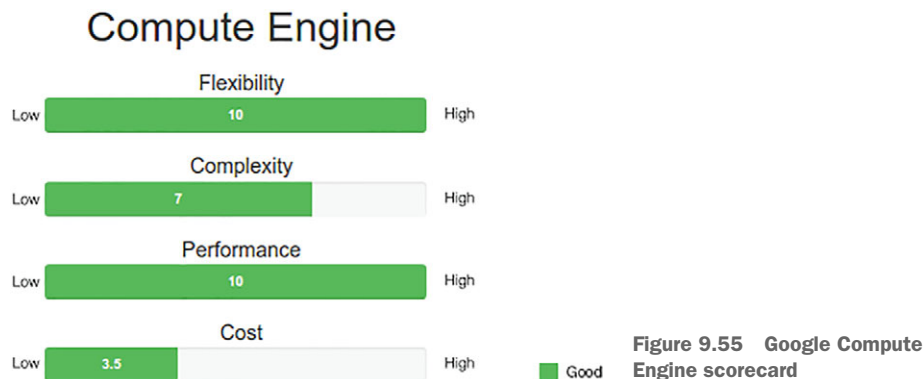 Compute Engine
Flexibility
Low 10 High
Complexity
Low 7 High
Performance
Low 10 High
Cost
Low 3.5 High
Good
Figure 9.55 Google Compute
Engine scorecard